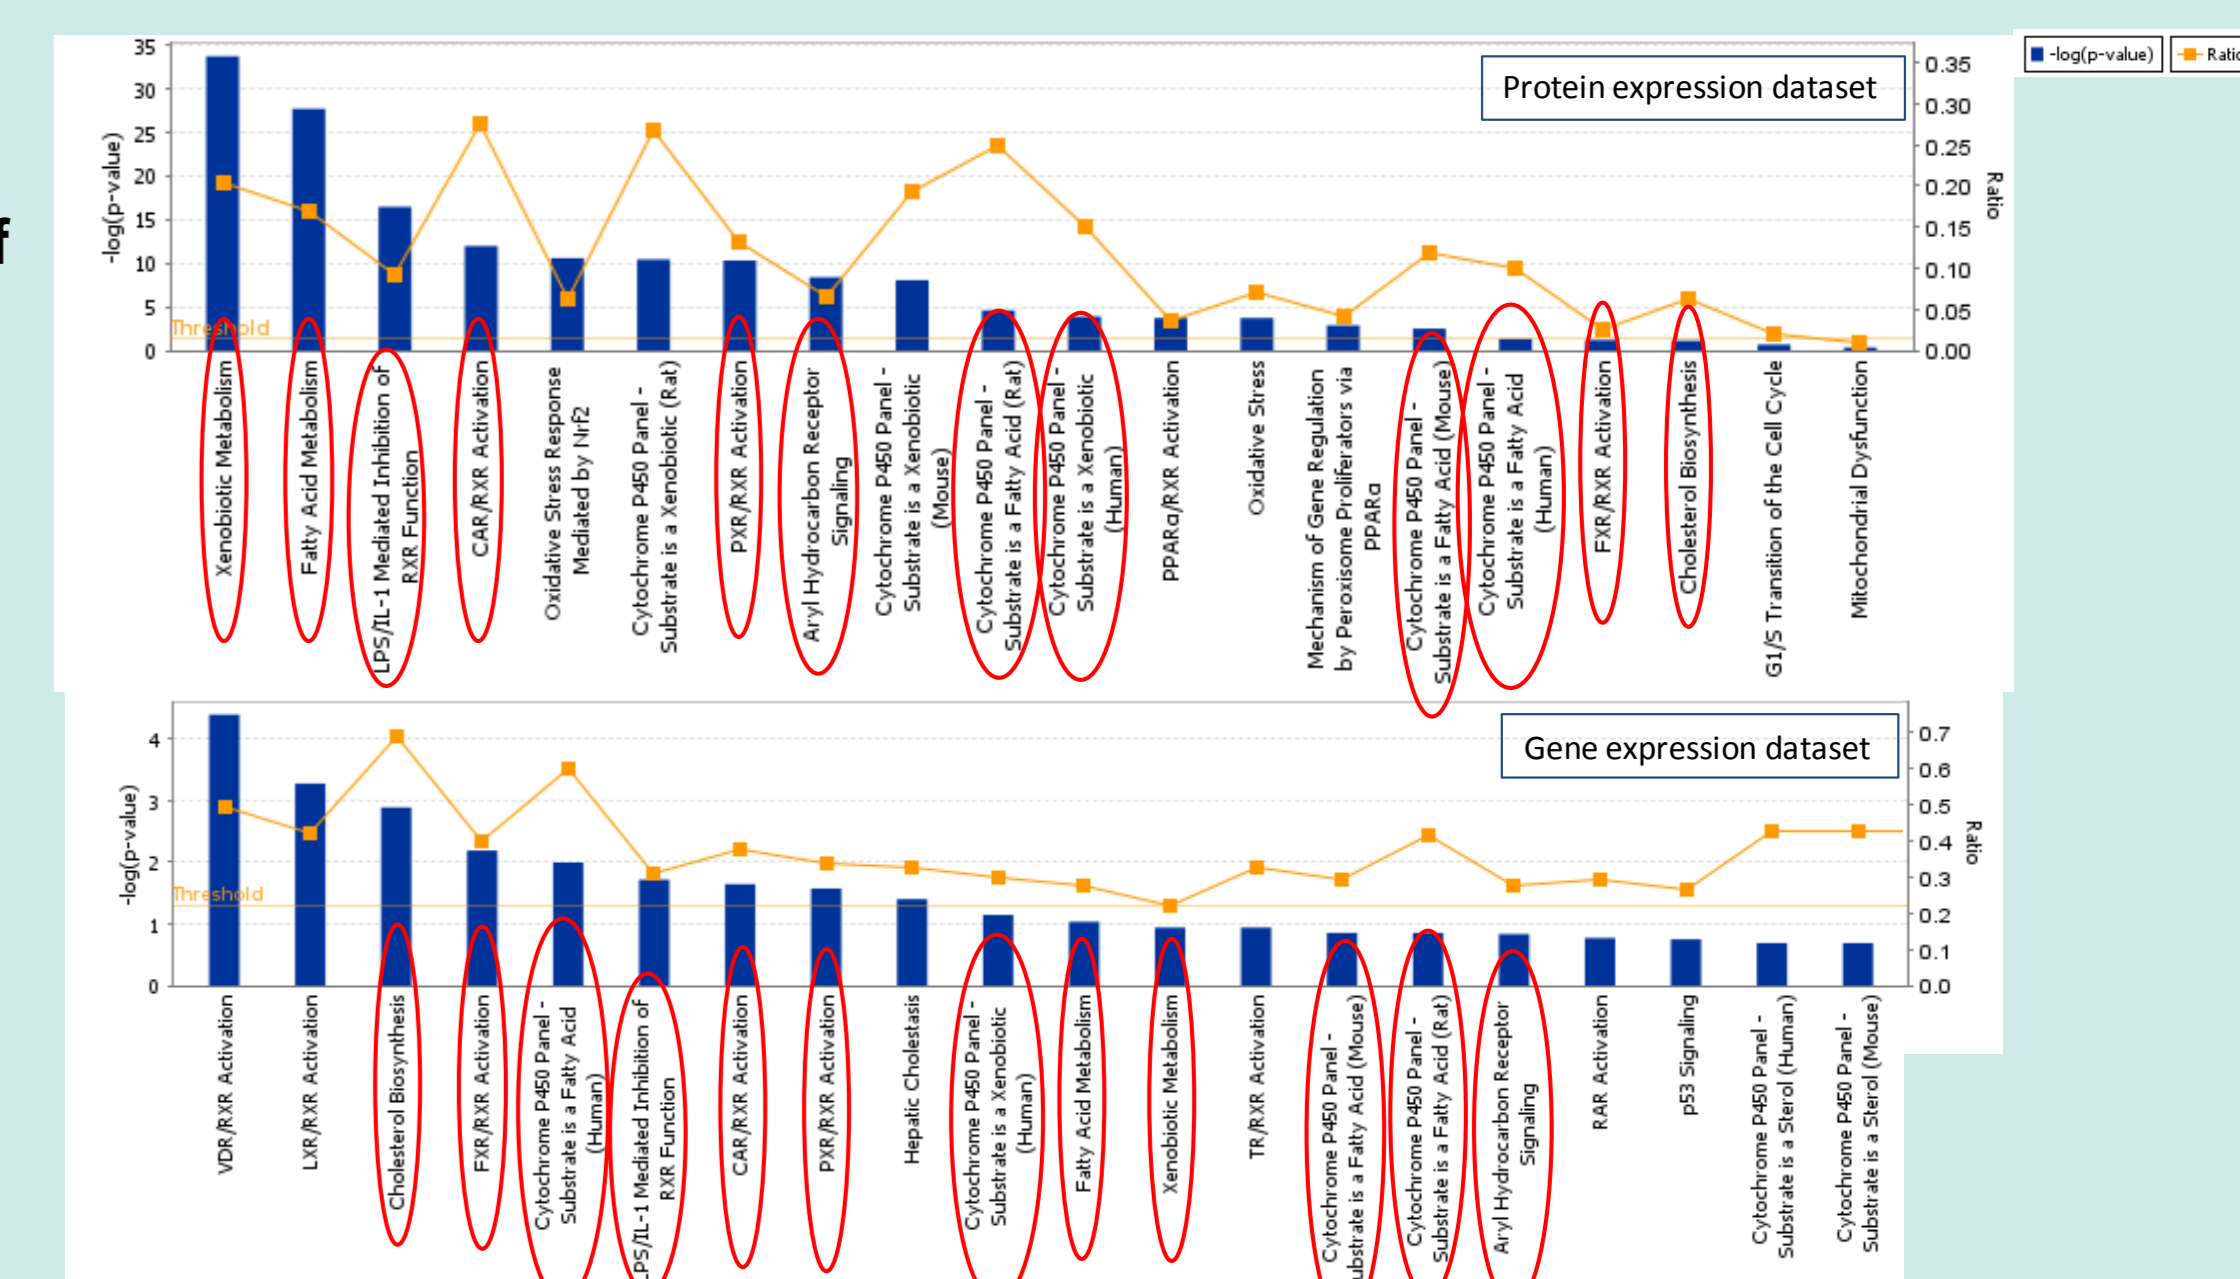 f
35
30
25
20
15
10
5
0
-log(p-value)
Threshold
Protein expression dataset
0.35
0.30
0.25
0.20
0.15
0.10
0.05
0.00
Ratio
-log(p-value)
Xenobiotic Metabolism
Fatty Acid Metabolism
LPS/IL-1 Mediated Inhibition of
RXR Function
CAR/RXR Activation
Oxidative Stress Response
Mediated by Nrf2
Cytochrome P450 Panel -
Substrate is a Xenobiotic (Rat)
PXR/RXR Activation
Aryl Hydrocarbon Receptor
Signaling
Cytochrome P450 Panel -
Substrate is a Xenobiotic
(Mouse)
Cytochrome P450 Panel -
Substrate is a Fatty Acid (Rat)
Cytochrome P450 Panel -
Substrate is a Xenobiotic
(Human)
PPARα/RXR Activation
Oxidative Stress
Mechanism of Gene Regulation
by Peroxisome Proliferators via
PPARα
Cytochrome P450 Panel -
Substrate is a Fatty Acid (Mouse)
Cytochrome P450 Panel -
Substrate is a Fatty Acid
(Human)
FXR/RXR Activation
Cholesterol Biosynthesis
G1/S Transition of the Cell Cycle
Mitochondrial Dysfunction
4
3
2
1
0
-log(p-value)
Threshold
Gene expression dataset
0.7
0.6
0.5
0.4
0.3
0.2
0.1
0.0
Ratio
VDR/RXR Activation
LXR/RXR Activation
Cholesterol Biosynthesis
FXR/RXR Activation
Cytochrome P450 Panel -
Substrate is a Fatty Acid
(Human)
LPS/IL-1 Mediated Inhibition of
RXR Function
CAR/RXR Activation
PXR/RXR Activation
Hepatic Cholestasis
Cytochrome P450 Panel -
Substrate is a Xenobiotic
(Human)
Fatty Acid Metabolism
Xenobiotic Metabolism
TR/RXR Activation
Cytochrome P450 Panel -
ubstrate is a Fatty Acid (Mouse)
Cytochrome P450 Panel -
Substrate is a Fatty Acid (Rat)
Aryl Hydrocarbon Receptor
Signaling
RAR Activation
p53 Signaling
Cytochrome P450 Panel -
Substrate is a Sterol (Human)
Cytochrome P450 Panel -
Substrate is a Sterol (Mouse)